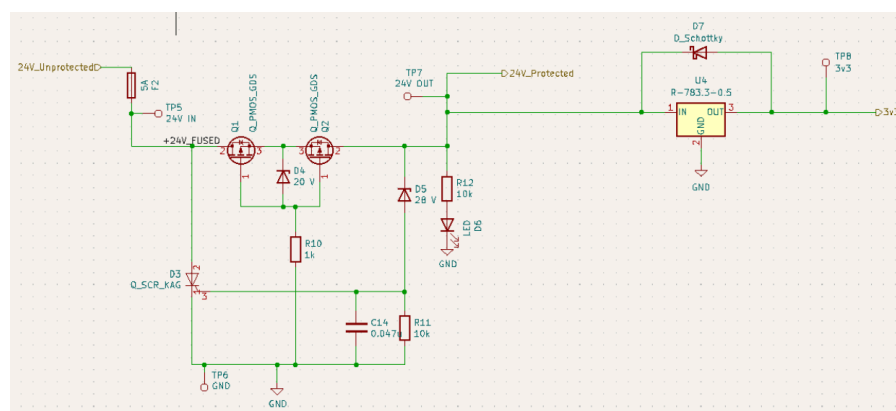 D7
D_Schottky
TP8
3v3
24V_Unprotected
5A
F2
TP5
24V IN
TP7
24V OUT
24V_Protected
U4
R-783.3-0.5
1
IN
OUT
3
GND
2
GND
3v3
+24V_FUSED
Q1
Q_PMOS_GDS
2
3
1
Q_PMOS_GDS
Q2
3
2
1
D4
20 V
D5
28 V
R12
10k
LED
D6
GND
R10
1k
D3
Q_SCR_KAG
2
1
3
C14
0.047u
R11
10k
TP6
GND
GND